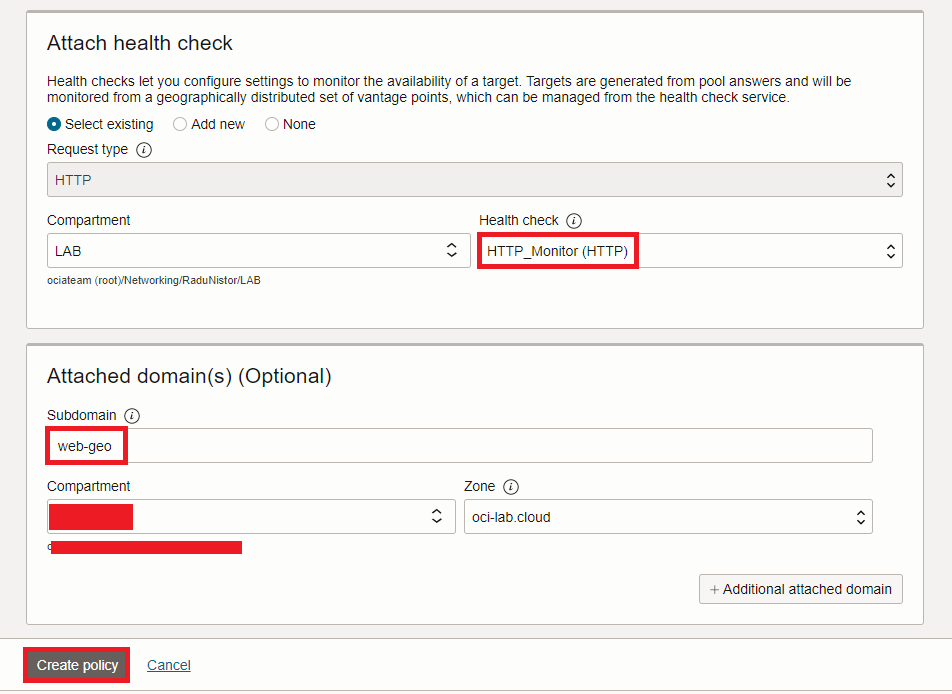 Attach health check
Health checks let you configure settings to monitor the availability of a target. Targets are generated from pool answers and will be
monitored from a geographically distributed set of vantage points, which can be managed from the health check service.
Select existing Add new None
Request type
HTTP
Compartment Health check
LAB HTTP_Monitor (HTTP)
ociateam (root)/Networking/RaduNistor/LAB
Attached domain(s) (Optional)
Subdomain
web-geo
Compartment Zone
oci-lab.cloud
+ Additional attached domain
Create policy Cancel